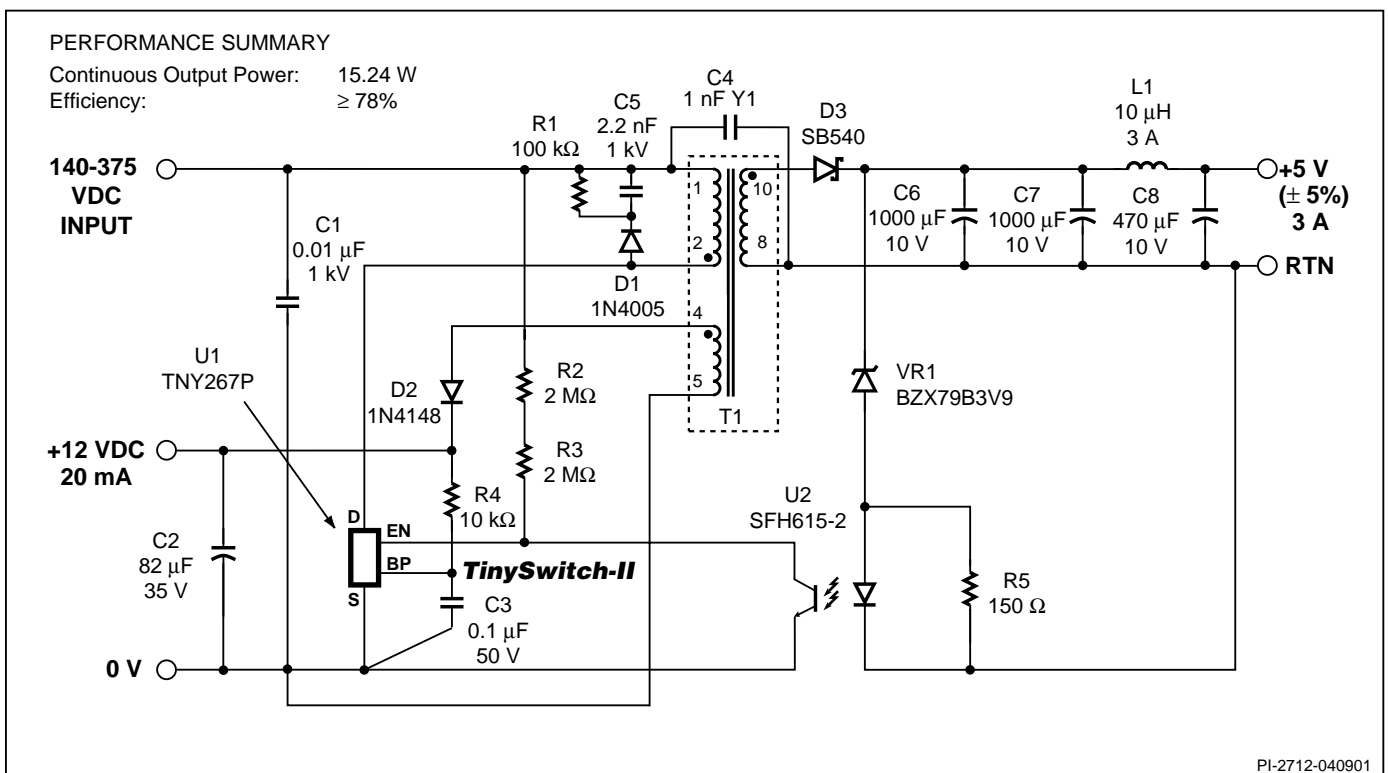 PERFORMANCE SUMMARY
Continuous Output Power: 15.24 W
Efficiency: ≥ 78%
C4
1 nF Y1
C5
2.2 nF
1 kV
R1
100 kΩ
D3
SB540
L1
10 µH
3 A
140-375
VDC
INPUT
+5 V
(± 5%)
3 A
1
10
C6
1000 µF
10 V
C7
1000 µF
10 V
C8
470 µF
10 V
C1
0.01 µF
1 kV
2
8
RTN
D1
1N4005
4
U1
TNY267P
D2
1N4148
R2
2 MΩ
5
T1
VR1
BZX79B3V9
+12 VDC
20 mA
R3
2 MΩ
R4
10 kΩ
U2
SFH615-2
D
EN
BP
S
TinySwitch-II
C2
82 µF
35 V
C3
0.1 µF
50 V
R5
150 Ω
0 V
PI-2712-040901